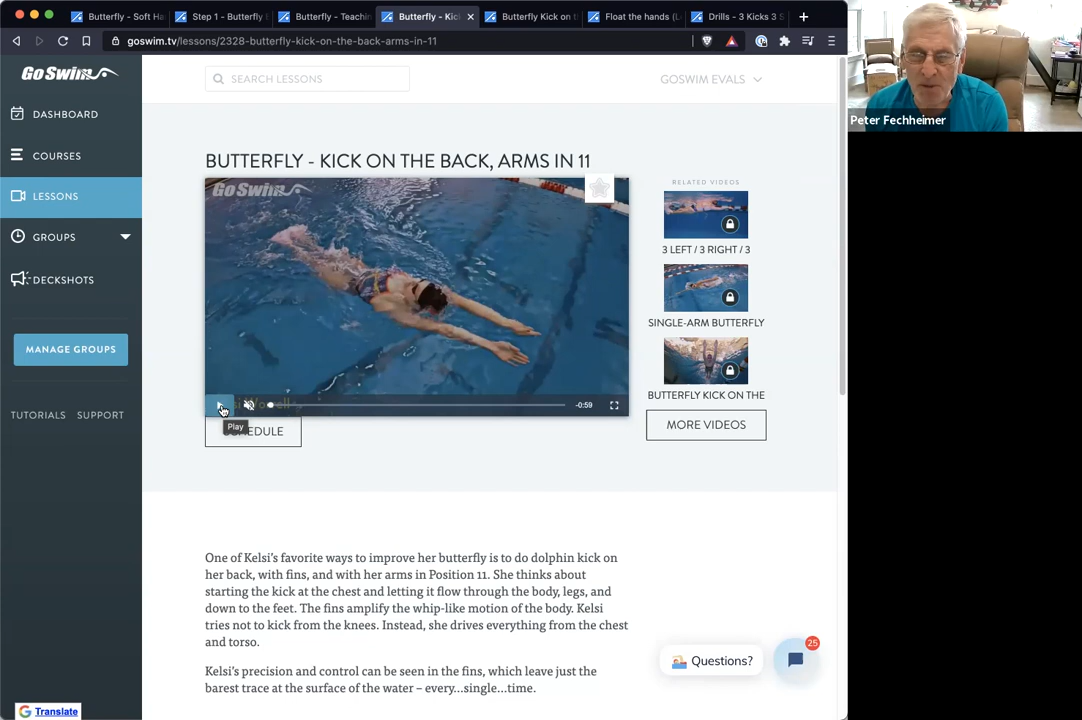 Butterfly - Soft Ha
Step 1 - Butterfly
Butterfly - Teachin
Butterfly - Kic
Butterfly Kick on t
Float the hands (L
Drills - 3 Kicks 3 S
goswim.tv/lessons/2328-butterfly-kick-on-the-back-arms-in-11
Go Swim
SEARCH LESSONS
GOSWIM EVALS
DASHBOARD
COURSES
LESSONS
GROUPS
DECKSHOTS
MANAGE GROUPS
TUTORIALS
SUPPORT
Peter Fechheimer
BUTTERFLY - KICK ON THE BACK, ARMS IN 11
Go Swim
-0:59
Play
SCHEDULE
RELATED VIDEOS
3 LEFT / 3 RIGHT / 3
SINGLE-ARM BUTTERFLY
BUTTERFLY KICK ON THE
MORE VIDEOS
One of Kelsi's favorite ways to improve her butterfly is to do dolphin kick on
her back, with fins, and with her arms in Position 11. She thinks about
starting the kick at the chest and letting it flow through the body, legs, and
down to the feet. The fins amplify the whip-like motion of the body. Kelsi
tries not to kick from the knees. Instead, she drives everything from the chest
and torso.
Kelsi's precision and control can be seen in the fins, which leave just the
barest trace at the surface of the water – every...single...time.
Questions?
25
Translate